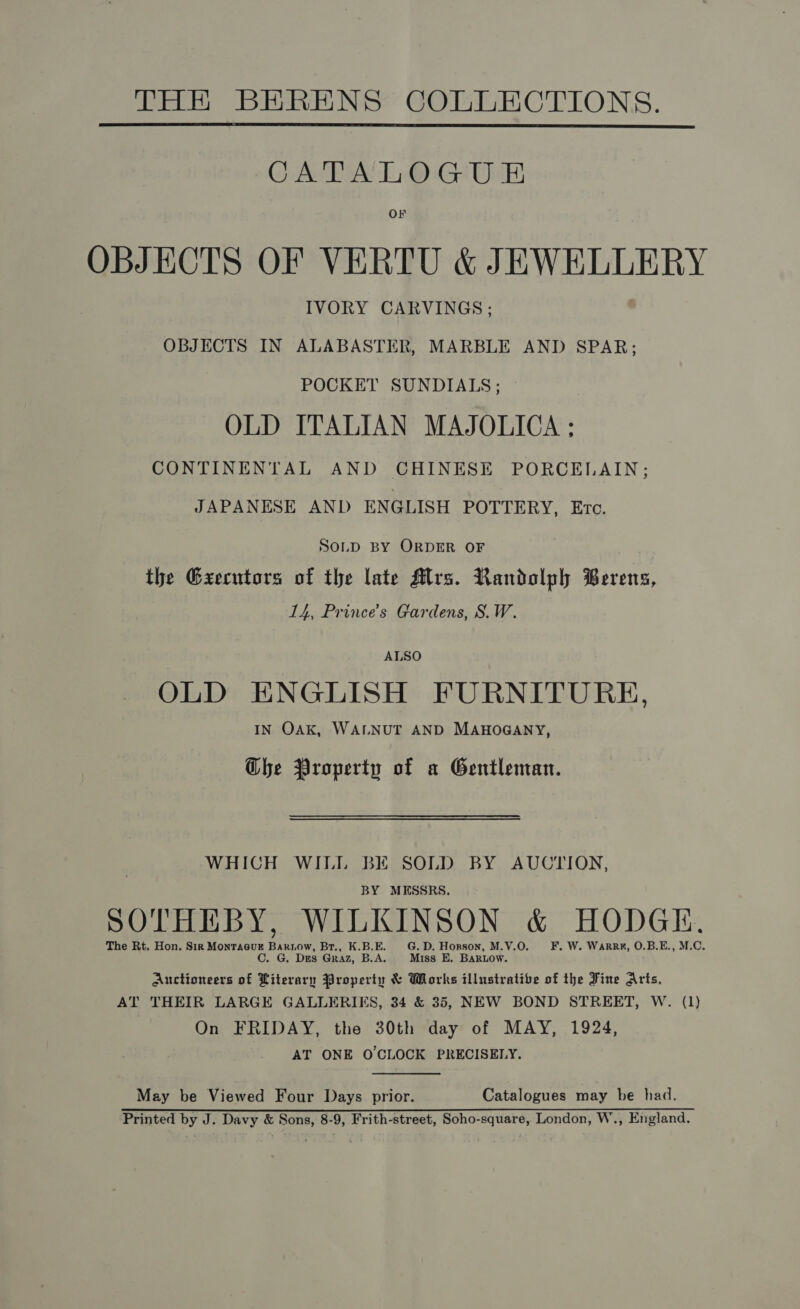 THE BERENS COLLECTIONS.
CATALOGUE
OF
OBJECTS OF VERTU & JEWELLERY
IVORY CARVINGS;
OBJECTS IN ALABASTER, MARBLE AND SPAR;
POCKET SUNDIALS;
OLD ITALIAN MAJOLICA;
CONTINENTAL AND CHINESE PORCELAIN;
JAPANESE AND ENGLISH POTTERY, ETC.
SOLD BY ORDER OF
the Executors of the late Mrs. Randolph Berens,
14, Prince's Gardens, S.W.
ALSO
OLD ENGLISH FURNITURE,
IN OAK, WALNUT AND MAHOGANY,
The Property of a Gentleman.
WHICH WILL BE SOLD BY AUCTION,
BY MESSRS.
SOTHEBY, WILKINSON & HODGE.
The Rt. Hon. SIR MONTAGUE BARLOW, BT., K.B.E. G. D. HOBSON, M.V.O. F. W. WARRE, O.B.E., M.C.
C. G. DES GRAZ, B.A. MISS E. BARLOW.
Auctioneers of Literary Property & Works illustrative of the Fine Arts,
AT THEIR LARGE GALLERIES, 34 & 35, NEW BOND STREET, W. (1)
On FRIDAY, the 30th day of MAY, 1924,
AT ONE O'CLOCK PRECISELY.
May be Viewed Four Days prior. Catalogues may be had.
Printed by J. Davy & Sons, 8-9, Frith-street, Soho-square, London, W., England.